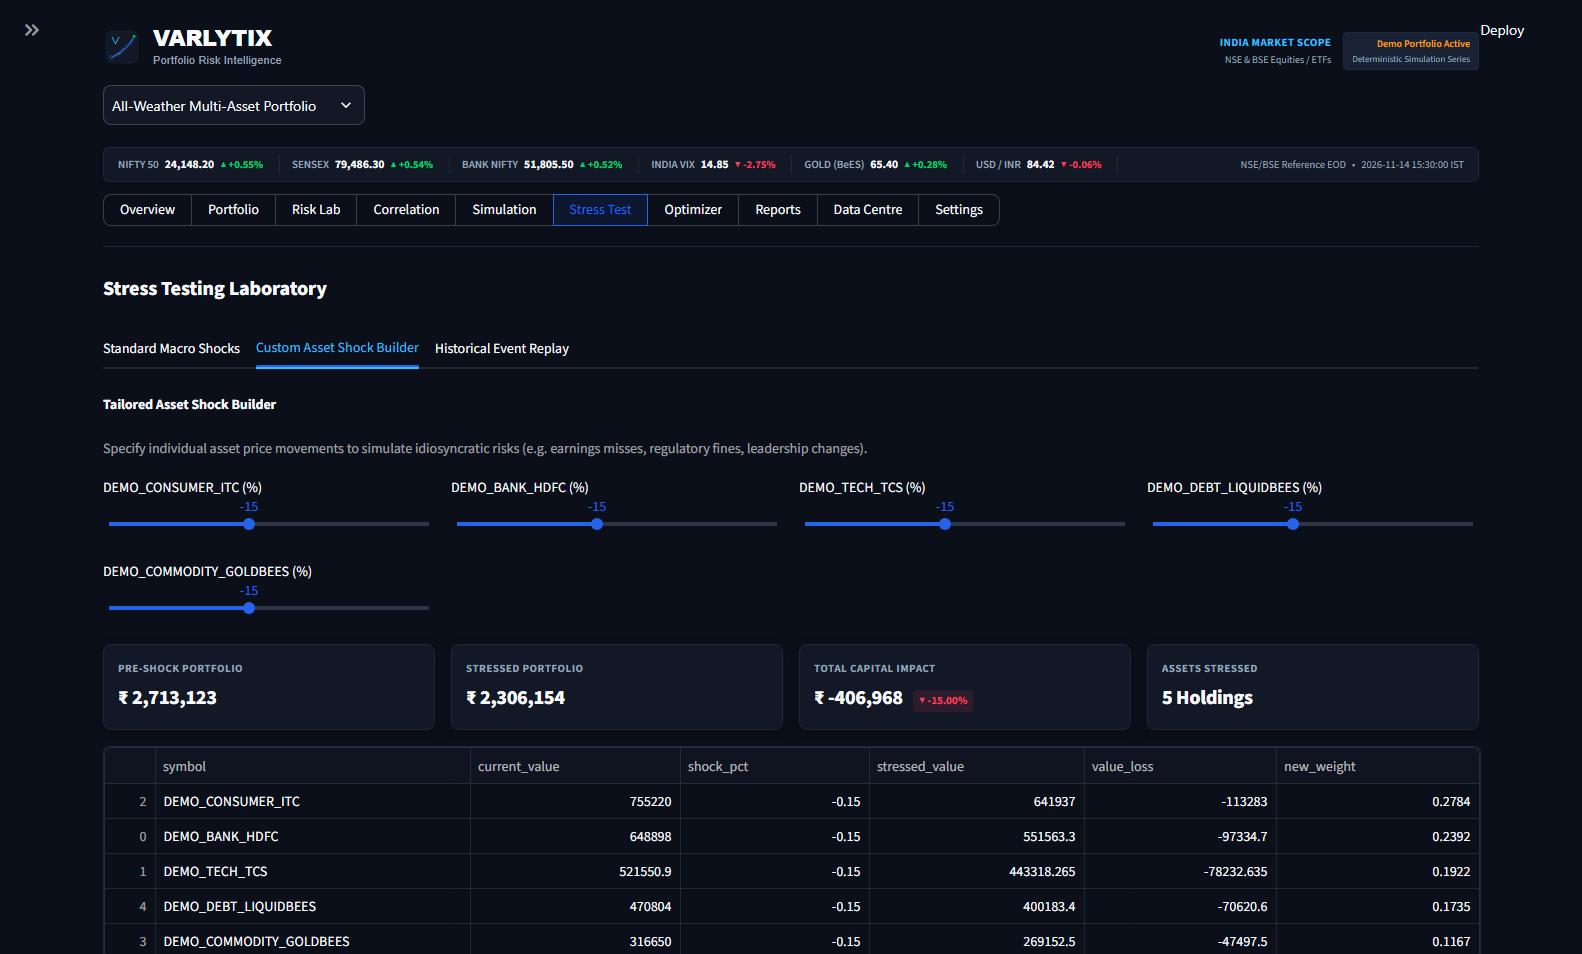 VARLYTIX
Portfolio Risk Intelligence
INDIA MARKET SCOPE
NSE & BSE Equities / ETFs
Demo Portfolio Active
Deterministic Simulation Series
Deploy
All-Weather Multi-Asset Portfolio
NIFTY 50 24,148.20 ▲ +0.55% SENSEX 79,486.30 ▲ +0.54% BANK NIFTY 51,805.50 ▲ +0.52% INDIA VIX 14.85 ▼ -2.75% GOLD (BeES) 65.40 ▲ +0.28% USD / INR 84.42 ▼ -0.06% NSE/BSE Reference EOD • 2026-11-14 15:30:00 IST
Overview Portfolio Risk Lab Correlation Simulation Stress Test Optimizer Reports Data Centre Settings
Stress Testing Laboratory
Standard Macro Shocks Custom Asset Shock Builder Historical Event Replay
Tailored Asset Shock Builder
Specify individual asset price movements to simulate idiosyncratic risks (e.g. earnings misses, regulatory fines, leadership changes).
DEMO_CONSUMER_ITC (%) DEMO_BANK_HDFC (%) DEMO_TECH_TCS (%) DEMO_DEBT_LIQUIDBEES (%)
-15 -15 -15 -15
DEMO_COMMODITY_GOLDBEES (%)
-15
PRE-SHOCK PORTFOLIO STRESSED PORTFOLIO TOTAL CAPITAL IMPACT ASSETS STRESSED
₹ 2,713,123 ₹ 2,306,154 ₹ -406,968 ▼ -15.00% 5 Holdings
symbol current_value shock_pct stressed_value value_loss new_weight
2 DEMO_CONSUMER_ITC 755220 -0.15 641937 -113283 0.2784
0 DEMO_BANK_HDFC 648898 -0.15 551563.3 -97334.7 0.2392
1 DEMO_TECH_TCS 521550.9 -0.15 443318.265 -78232.635 0.1922
4 DEMO_DEBT_LIQUIDBEES 470804 -0.15 400183.4 -70620.6 0.1735
3 DEMO_COMMODITY_GOLDBEES 316650 -0.15 269152.5 -47497.5 0.1167